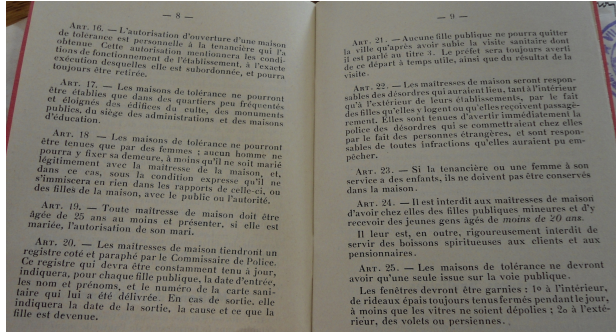 — 8 —
ART. 16. — L'autorisation d'ouverture d'une maison
de tolérance est personnelle à la tenancière qui l'a
obtenue Cette autorisation mentionnera les condi-
tions de fonctionnement de l'établissement, à l'exacte
exécution desquelles elle est subordonnée, et pourra
toujours être retirée.
ART. 17. — Les maisons de tolérance ne pourront
être établies que dans des quartiers peu fréquentés
et éloignés des édifices du culte, des monuments
publics, du siège des administrations et des maisons
d'éducation.
ART. 18 — Les maisons de tolérance ne pourront
être tenues que par des femmes ; aucun homme ne
pourra y fixer sa demeure, à moins qu'il ne soit marié
légitimement avec la maîtresse de la maison, et,
dans ce cas, sous la condition expresse qu'il ne
s'immiscera en rien dans les rapports de celle-ci, ou
des filles de la maison, avec le public ou l'autorité.
ART. 19. — Toute maîtresse de maison doit être
âgée de 25 ans au moins et présenter, si elle est
mariée, l'autorisation de son mari.
ART. 20. — Les maîtresses de maison tiendront un
registre coté et paraphé par le Commissaire de Police.
Ce registre qui devra être constamment tenu à jour,
indiquera, pour chaque fille publique, la date d'entrée,
les nom et prénoms, et le numéro de la carte sani-
taire qui lui a été délivrée. En cas de sortie, elle
indiquera la date de la sortie, la cause et ce que la
fille est devenue.
— 9 —
ART. 21. — Aucune fille publique ne pourra quitter
la ville qu'après avoir subie la visite sanitaire dont
il est parlé au titre 3. Le préfet sera toujours averti
de ce départ à temps utile, ainsi que du résultat de la
visite.
ART. 22. — Les maîtresses de maison seront respon-
sables des désordres qui auraient lieu, tant à l'intérieur
qu'à l'extérieur de leurs établissements, par le fait
des filles qu'elles y logent ou qu'elles reçoivent passagè-
rement. Elles sont tenues d'avertir immédiatement la
police des désordres qui se commettraient chez elles
par le fait des personnes étrangères, et sont respon-
sables de toutes infractions qu'elles auraient pu em-
pêcher.
ART. 23. — Si la tenancière ou une femme à son
service a des enfants, ils ne doivent pas être conservés
dans la maison.
ART. 24. — Il est interdit aux maîtresses de maison
d'avoir chez elles des filles publiques mineures et d'y
recevoir des jeunes gens âgés de moins de 20 ans.
Il leur est, en outre, rigoureusement interdit de
servir des boissons spiritueuses aux clients et aux
pensionnaires.
ART. 25. — Les maisons de tolérance ne devront
avoir qu'une seule issue sur la voie publique.
Les fenêtres devront être garnies : 1o à l'intérieur,
de rideaux épais toujours tenus fermés pendant le jour,
à moins que les vitres ne soient dépolies ; 2o à l'exté-
rieur, des volets ou persiennes.